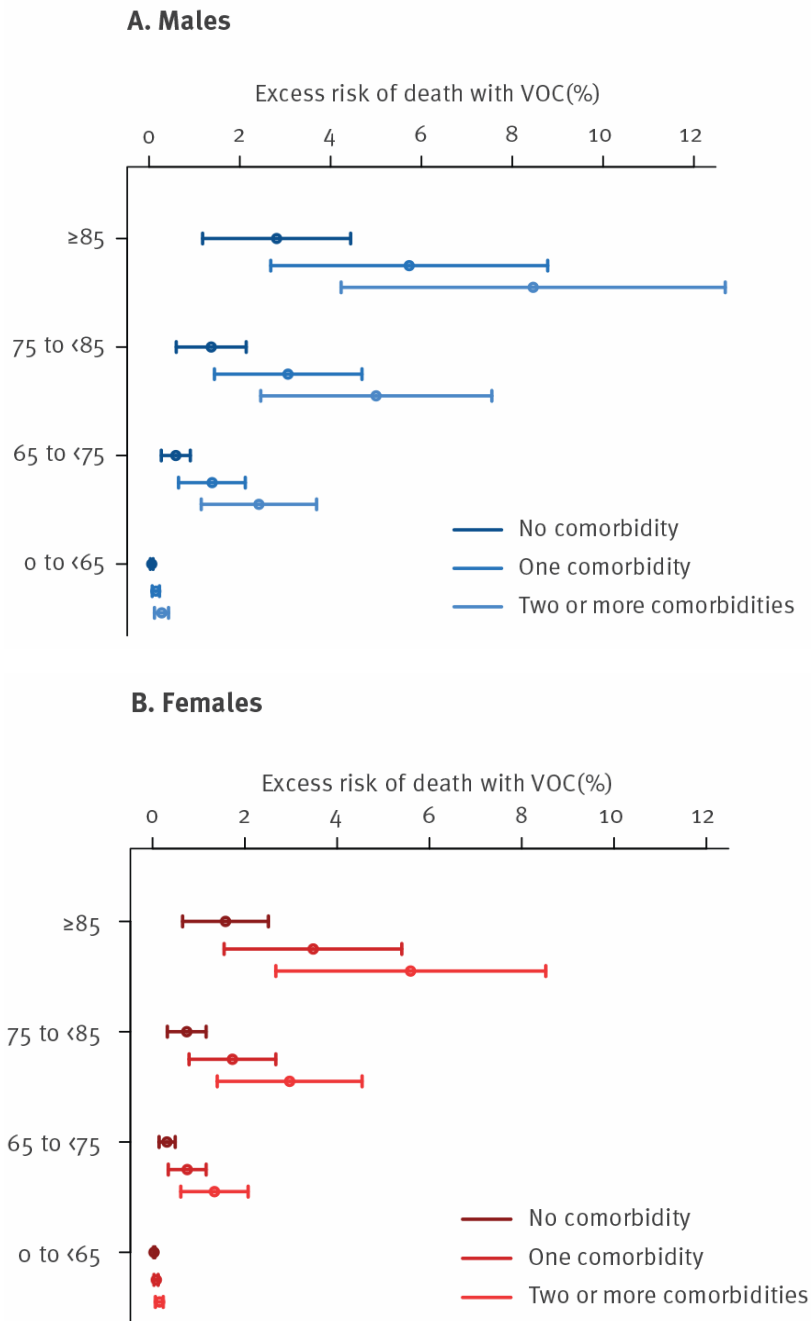 A. Males
Excess risk of death with VOC(%)
0 2 4 6 8 10 12
≥85
75 to <85
65 to <75
No comorbidity
0 to <65
One comorbidity
Two or more comorbidities
B. Females
Excess risk of death with VOC(%)
0 2 4 6 8 10 12
≥85
75 to <85
65 to <75
No comorbidity
0 to <65
One comorbidity
Two or more comorbidities